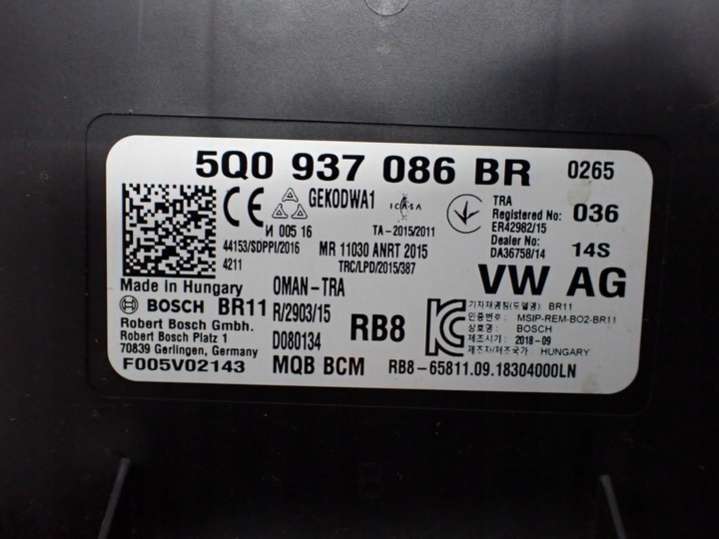 5Q0 937 086 BR 0265
CE GEKODWA1 ICASA
И 005 16 TA-2015/2011
44153/SDPPI/2016 MR 11030 ANRT 2015
4211 TRC/LPD/2015/387
TRA
Registered No: 036
ER42982/15
Dealer No:
DA36758/14 14S
Made in Hungary OMAN-TRA VW AG
BOSCH BR11 R/2903/15
Robert Bosch Gmbh.
Robert Bosch Platz 1
70839 Gerlingen, Germany
D080134 RB8
F005V02143 MQB BCM
기자재명칭(모델명): BR11
인증번호: MSIP-REM-BO2-BR11
상호명: BOSCH
제조시기: 2018-09
제조자/제조국가: HUNGARY
RB8-65811.09.18304000LN